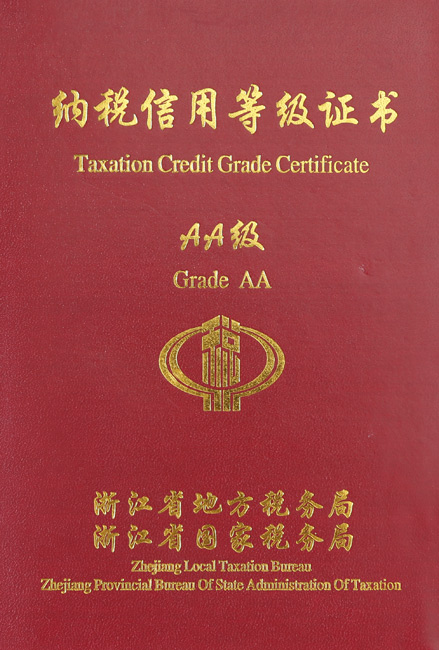 纳税信用等级证书
Taxation Credit Grade Certificate
AA级
Grade AA
税
浙江省地方税务局
浙江省国家税务局
Zhejiang Local Taxation Bureau
Zhejiang Provincial Bureau Of State Administration Of Taxation